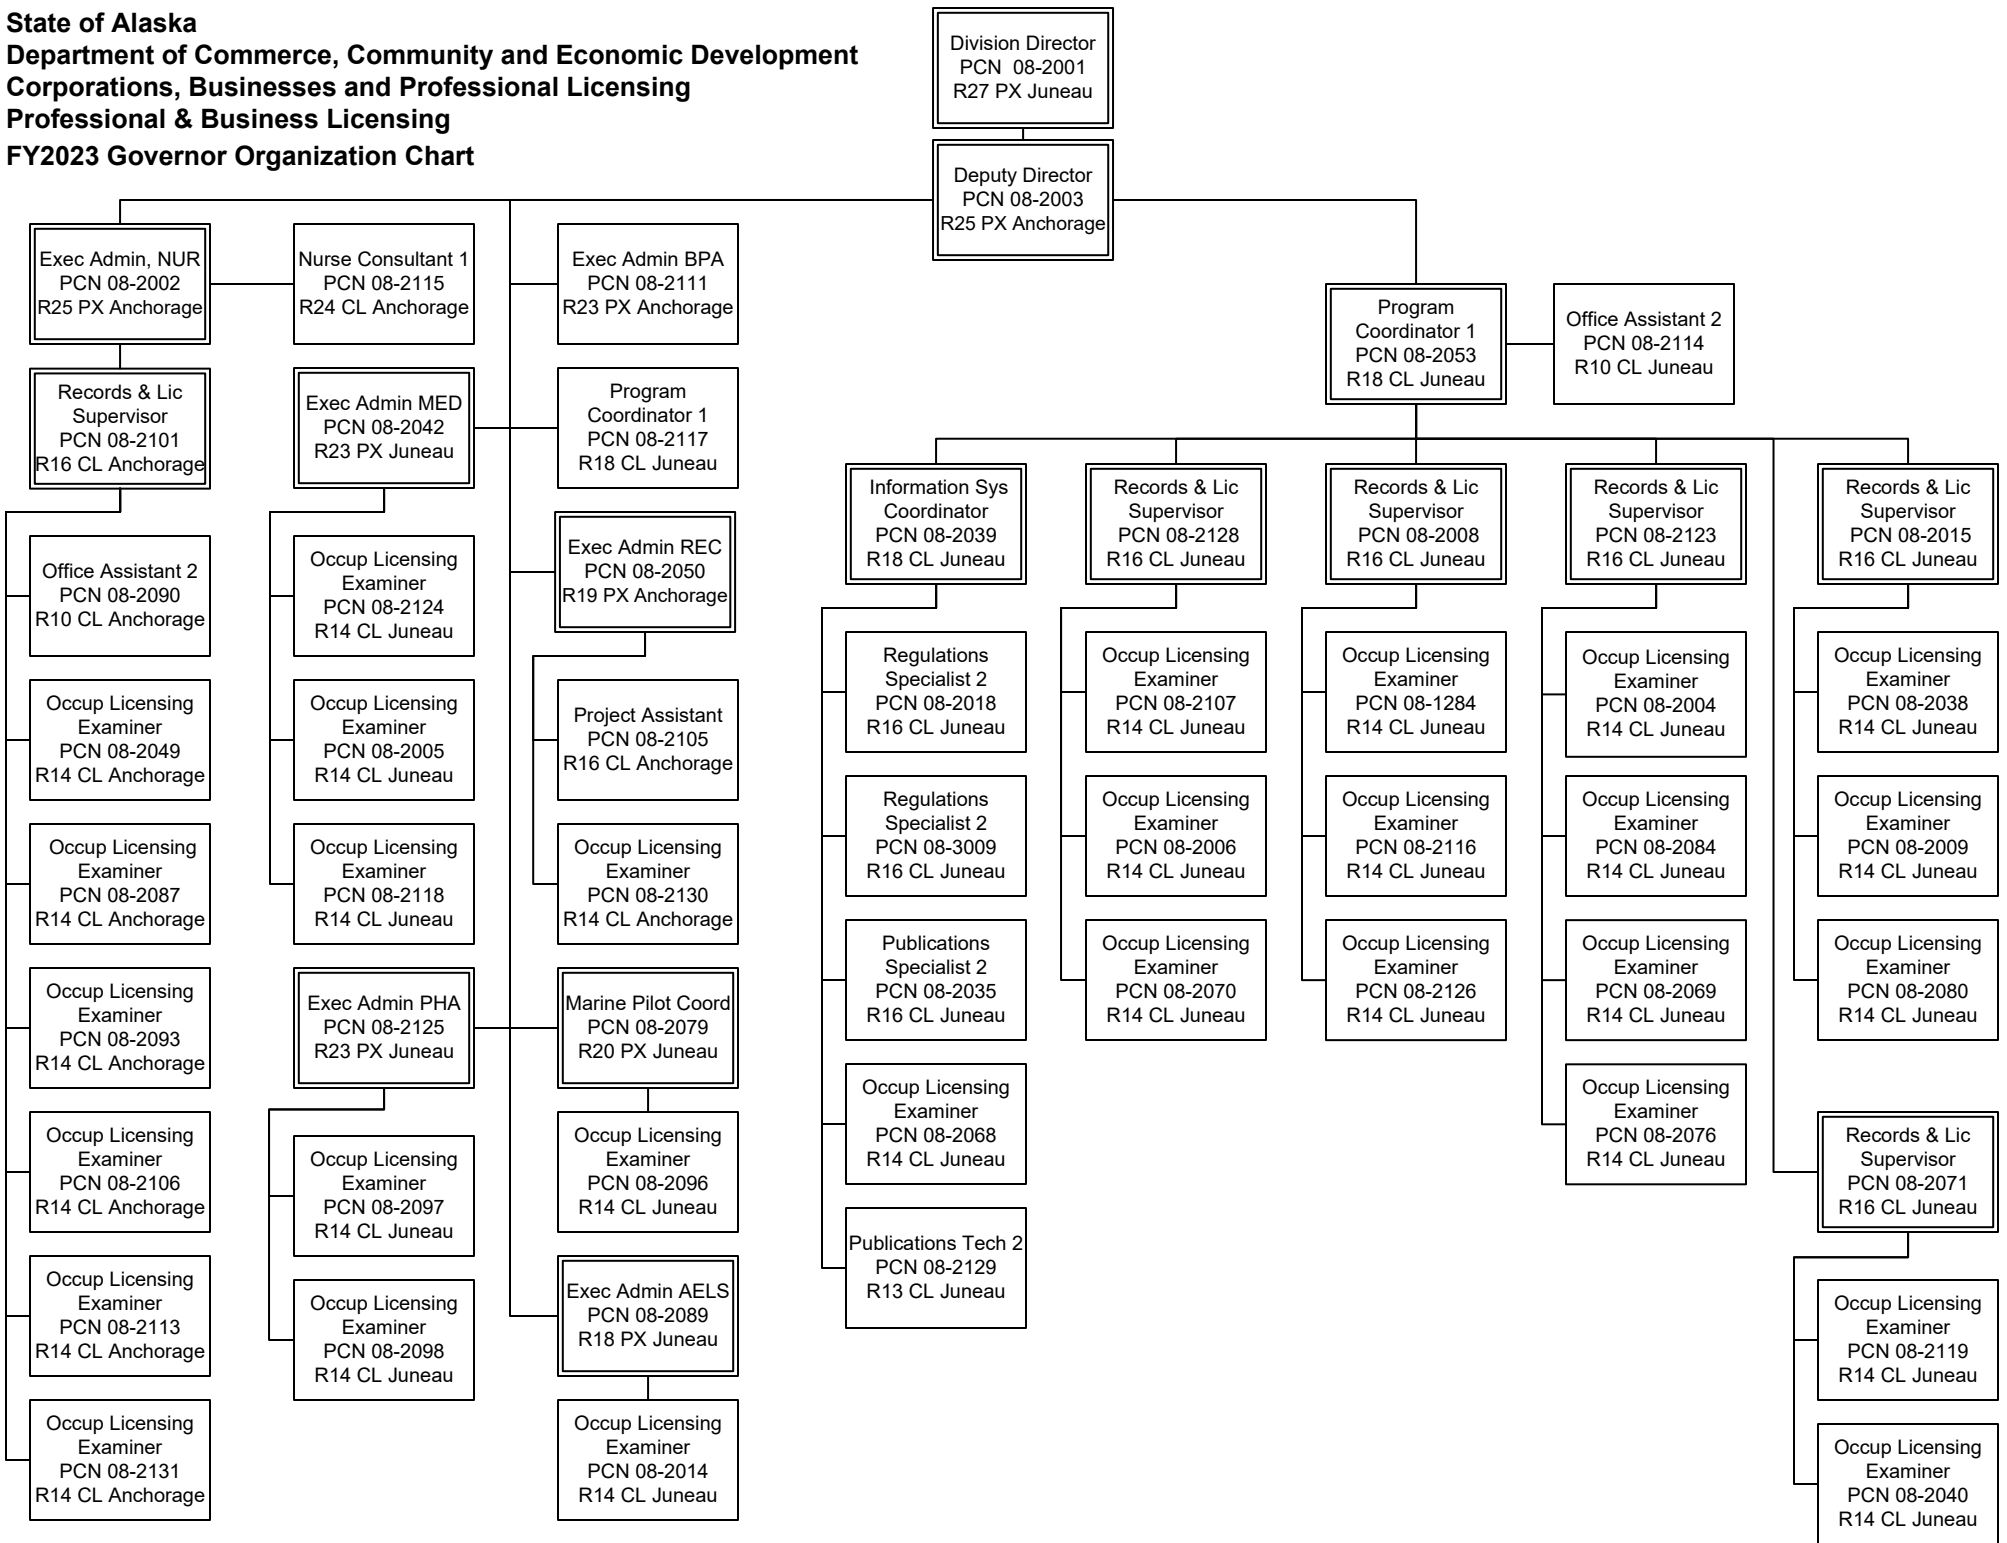 State of Alaska
Department of Commerce, Community and Economic Development
Corporations, Businesses and Professional Licensing
Professional & Business Licensing
FY2023 Governor Organization Chart
Division Director
PCN 08-2001
R27 PX Juneau
Deputy Director
PCN 08-2003
R25 PX Anchorage
Exec Admin, NUR
PCN 08-2002
R25 PX Anchorage
Nurse Consultant 1
PCN 08-2115
R24 CL Anchorage
Exec Admin BPA
PCN 08-2111
R23 PX Anchorage
Program
Coordinator 1
PCN 08-2053
R18 CL Juneau
Office Assistant 2
PCN 08-2114
R10 CL Juneau
Records & Lic
Supervisor
PCN 08-2101
R16 CL Anchorage
Office Assistant 2
PCN 08-2090
R10 CL Anchorage
Occup Licensing
Examiner
PCN 08-2049
R14 CL Anchorage
Occup Licensing
Examiner
PCN 08-2087
R14 CL Anchorage
Occup Licensing
Examiner
PCN 08-2093
R14 CL Anchorage
Occup Licensing
Examiner
PCN 08-2106
R14 CL Anchorage
Occup Licensing
Examiner
PCN 08-2113
R14 CL Anchorage
Occup Licensing
Examiner
PCN 08-2131
R14 CL Anchorage
Exec Admin MED
PCN 08-2042
R23 PX Juneau
Occup Licensing
Examiner
PCN 08-2124
R14 CL Juneau
Occup Licensing
Examiner
PCN 08-2005
R14 CL Juneau
Occup Licensing
Examiner
PCN 08-2118
R14 CL Juneau
Exec Admin PHA
PCN 08-2125
R23 PX Juneau
Occup Licensing
Examiner
PCN 08-2097
R14 CL Juneau
Occup Licensing
Examiner
PCN 08-2098
R14 CL Juneau
Program
Coordinator 1
PCN 08-2117
R18 CL Juneau
Exec Admin REC
PCN 08-2050
R19 PX Anchorage
Project Assistant
PCN 08-2105
R16 CL Anchorage
Occup Licensing
Examiner
PCN 08-2130
R14 CL Anchorage
Marine Pilot Coord
PCN 08-2079
R20 PX Juneau
Occup Licensing
Examiner
PCN 08-2096
R14 CL Juneau
Exec Admin AELS
PCN 08-2089
R18 PX Juneau
Occup Licensing
Examiner
PCN 08-2014
R14 CL Juneau
Information Sys
Coordinator
PCN 08-2039
R18 CL Juneau
Regulations
Specialist 2
PCN 08-2018
R16 CL Juneau
Regulations
Specialist 2
PCN 08-3009
R16 CL Juneau
Publications
Specialist 2
PCN 08-2035
R16 CL Juneau
Occup Licensing
Examiner
PCN 08-2068
R14 CL Juneau
Publications Tech 2
PCN 08-2129
R13 CL Juneau
Records & Lic
Supervisor
PCN 08-2128
R16 CL Juneau
Occup Licensing
Examiner
PCN 08-2107
R14 CL Juneau
Occup Licensing
Examiner
PCN 08-2006
R14 CL Juneau
Occup Licensing
Examiner
PCN 08-2070
R14 CL Juneau
Records & Lic
Supervisor
PCN 08-2008
R16 CL Juneau
Occup Licensing
Examiner
PCN 08-1284
R14 CL Juneau
Occup Licensing
Examiner
PCN 08-2116
R14 CL Juneau
Occup Licensing
Examiner
PCN 08-2126
R14 CL Juneau
Records & Lic
Supervisor
PCN 08-2123
R16 CL Juneau
Occup Licensing
Examiner
PCN 08-2004
R14 CL Juneau
Occup Licensing
Examiner
PCN 08-2084
R14 CL Juneau
Occup Licensing
Examiner
PCN 08-2069
R14 CL Juneau
Occup Licensing
Examiner
PCN 08-2076
R14 CL Juneau
Records & Lic
Supervisor
PCN 08-2015
R16 CL Juneau
Occup Licensing
Examiner
PCN 08-2038
R14 CL Juneau
Occup Licensing
Examiner
PCN 08-2009
R14 CL Juneau
Occup Licensing
Examiner
PCN 08-2080
R14 CL Juneau
Records & Lic
Supervisor
PCN 08-2071
R16 CL Juneau
Occup Licensing
Examiner
PCN 08-2119
R14 CL Juneau
Occup Licensing
Examiner
PCN 08-2040
R14 CL Juneau